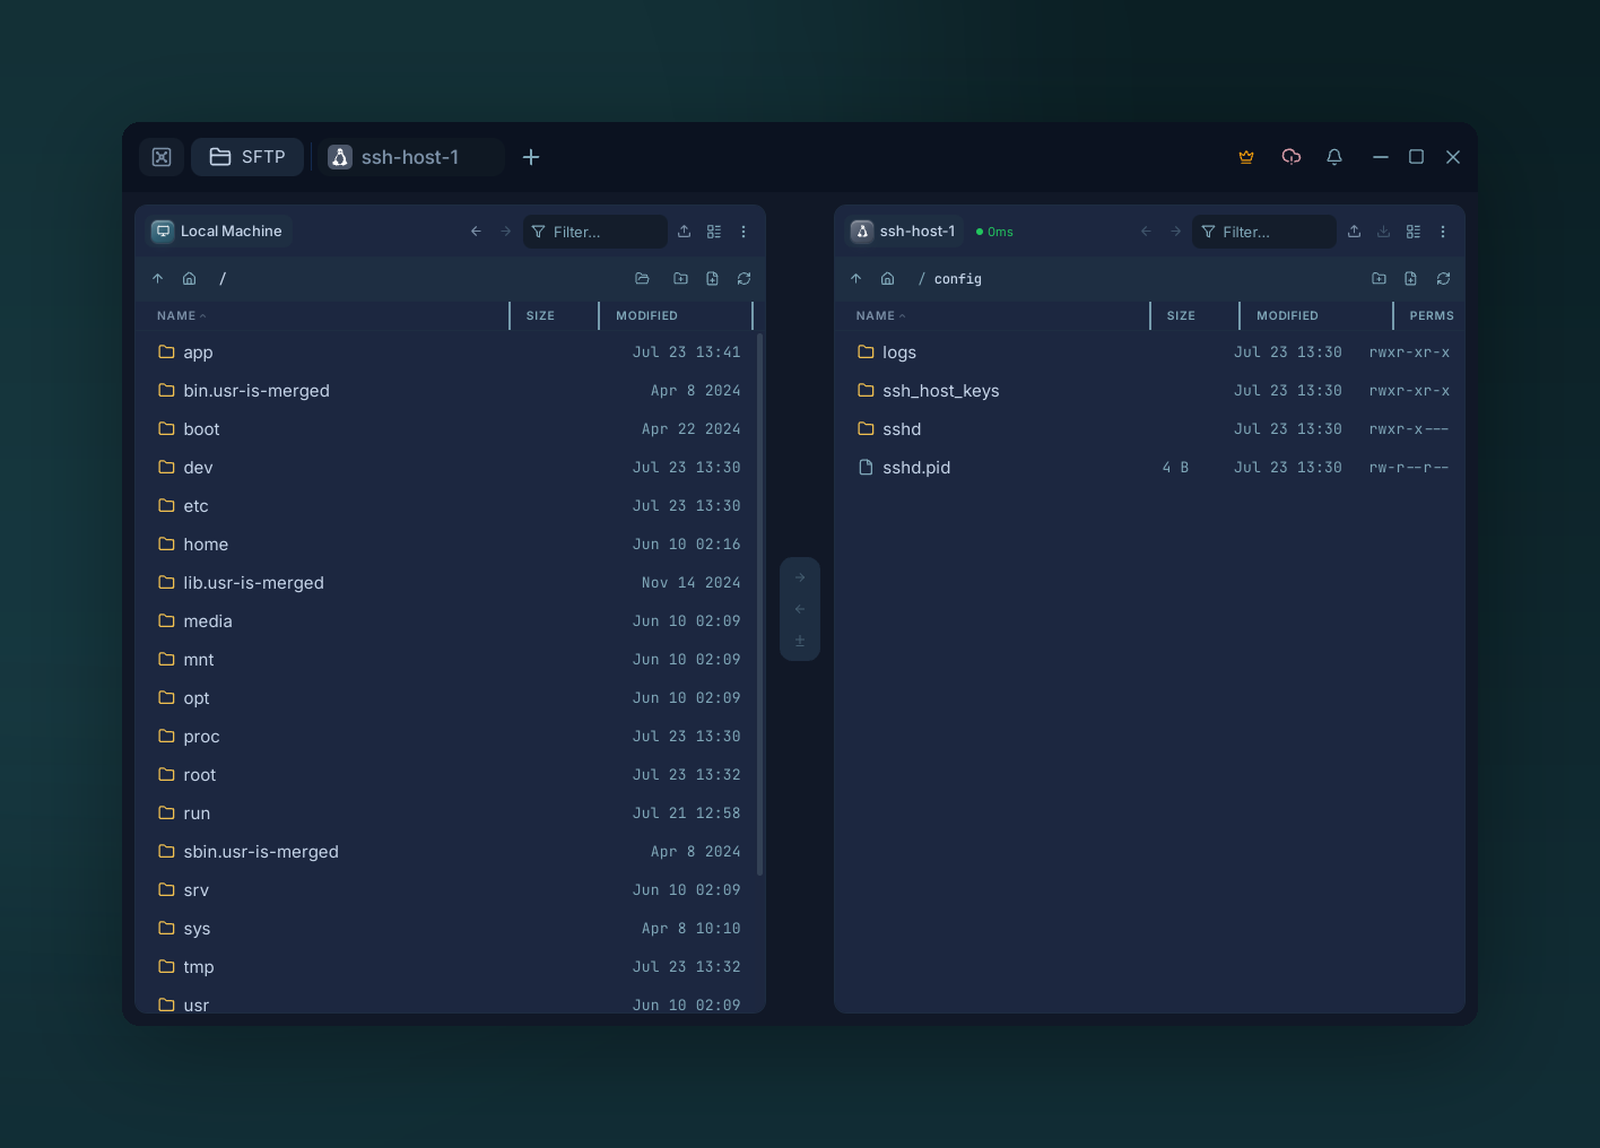 SFTP
ssh-host-1
Local Machine
Filter...
/
NAME SIZE MODIFIED
app Jul 23 13:41
bin.usr-is-merged Apr 8 2024
boot Apr 22 2024
dev Jul 23 13:30
etc Jul 23 13:30
home Jun 10 02:16
lib.usr-is-merged Nov 14 2024
media Jun 10 02:09
mnt Jun 10 02:09
opt Jun 10 02:09
proc Jul 23 13:30
root Jul 23 13:32
run Jul 21 12:58
sbin.usr-is-merged Apr 8 2024
srv Jun 10 02:09
sys Apr 8 10:10
tmp Jul 23 13:32
usr Jun 10 02:09
ssh-host-1 0ms
Filter...
/ config
NAME SIZE MODIFIED PERMS
logs Jul 23 13:30 rwxr-xr-x
ssh_host_keys Jul 23 13:30 rwxr-xr-x
sshd Jul 23 13:30 rwxr-x---
sshd.pid 4 B Jul 23 13:30 rw-r--r--